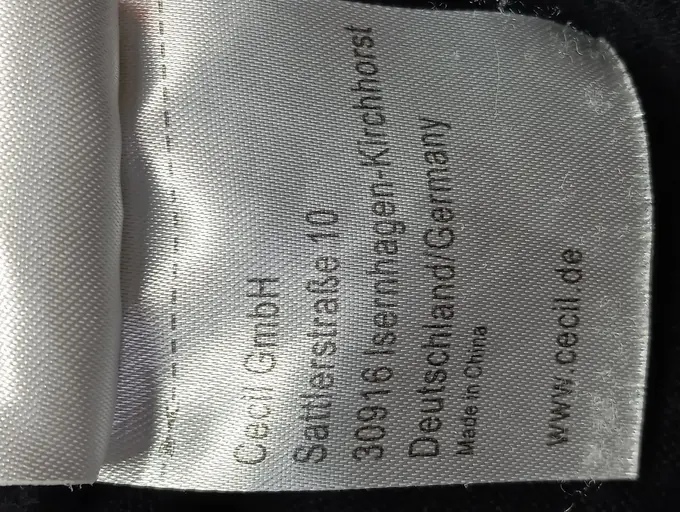 Cecil GmbH
Sattlerstraße 10
30916 Isernhagen-Kirchhorst
Deutschland/Germany
Made in China
www.cecil.de